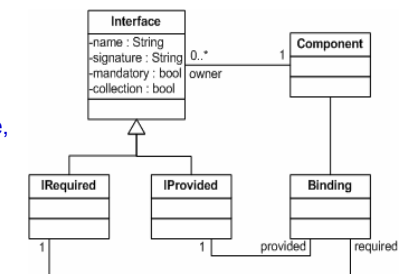 Interface
-name : String
-signature : String
-mandatory : bool
-collection : bool
0..*
1
owner
Component
e,
IRequired
IProvided
Binding
1
1
provided
required